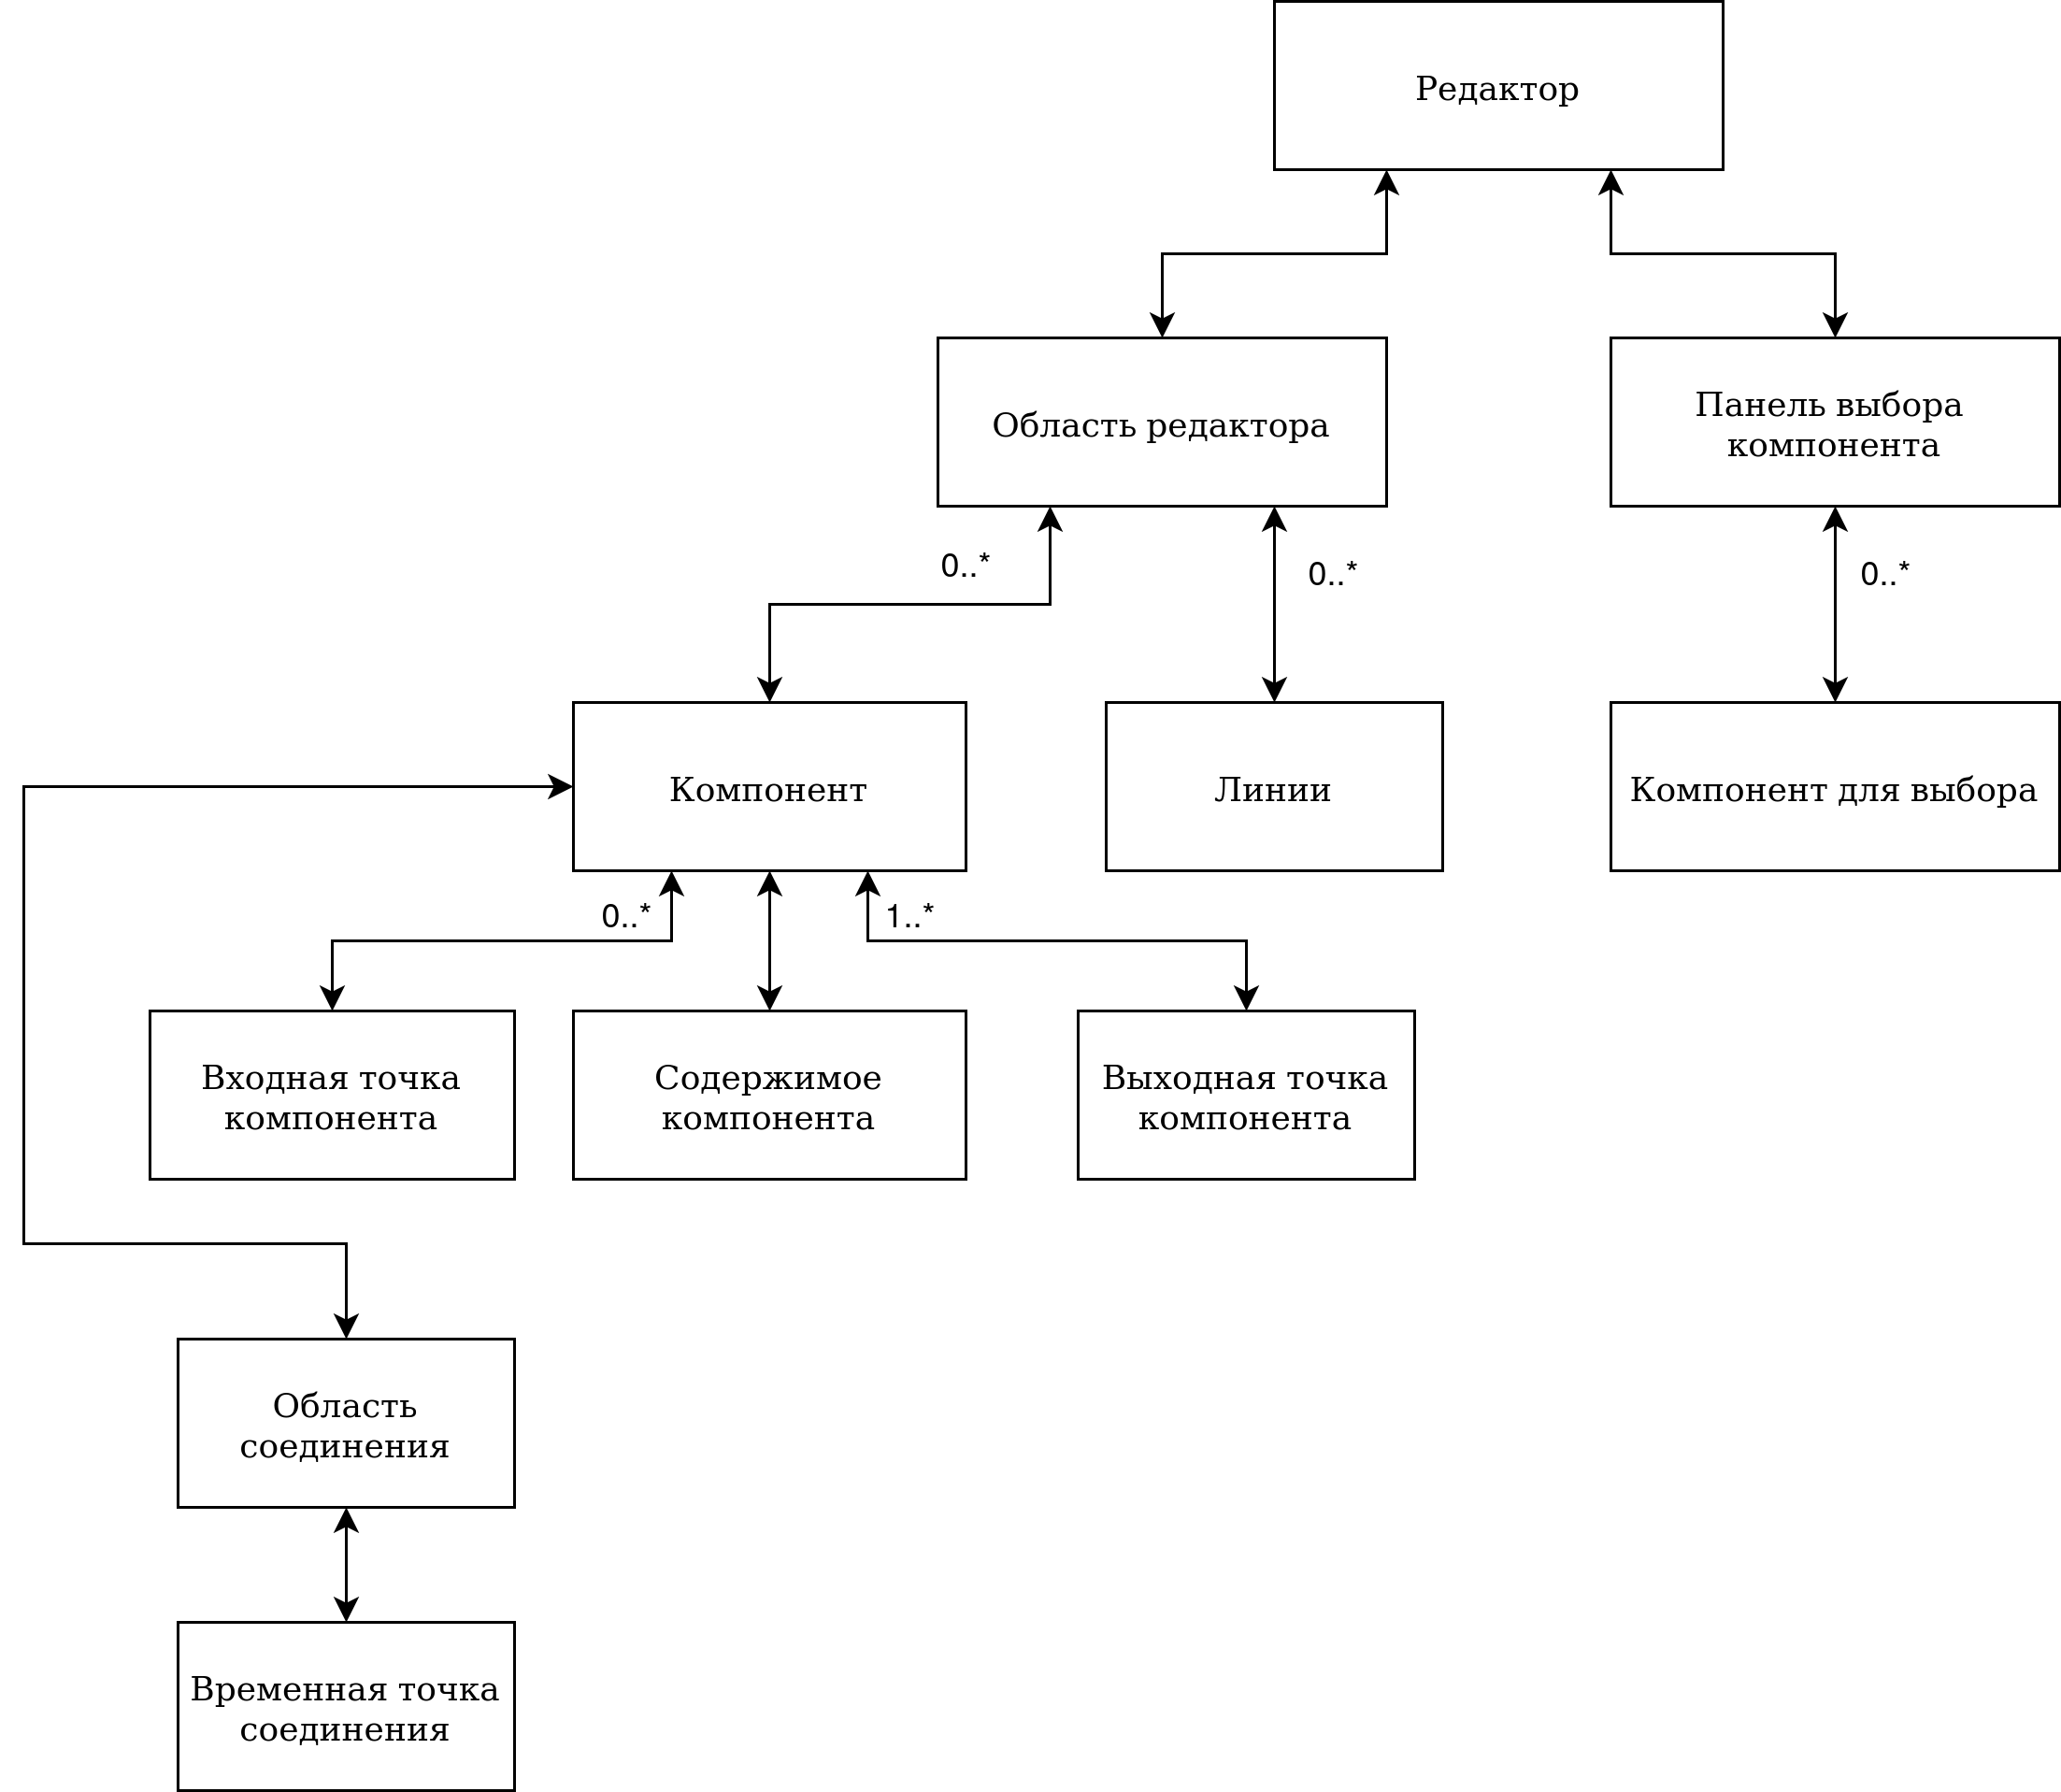 Редактор
Область редактора
Панель выбора
компонента
0..*
0..*
0..*
Компонент
Линии
Компонент для выбора
0..*
1..*
Входная точка
компонента
Содержимое
компонента
Выходная точка
компонента
Область
соединения
Временная точка
соединения